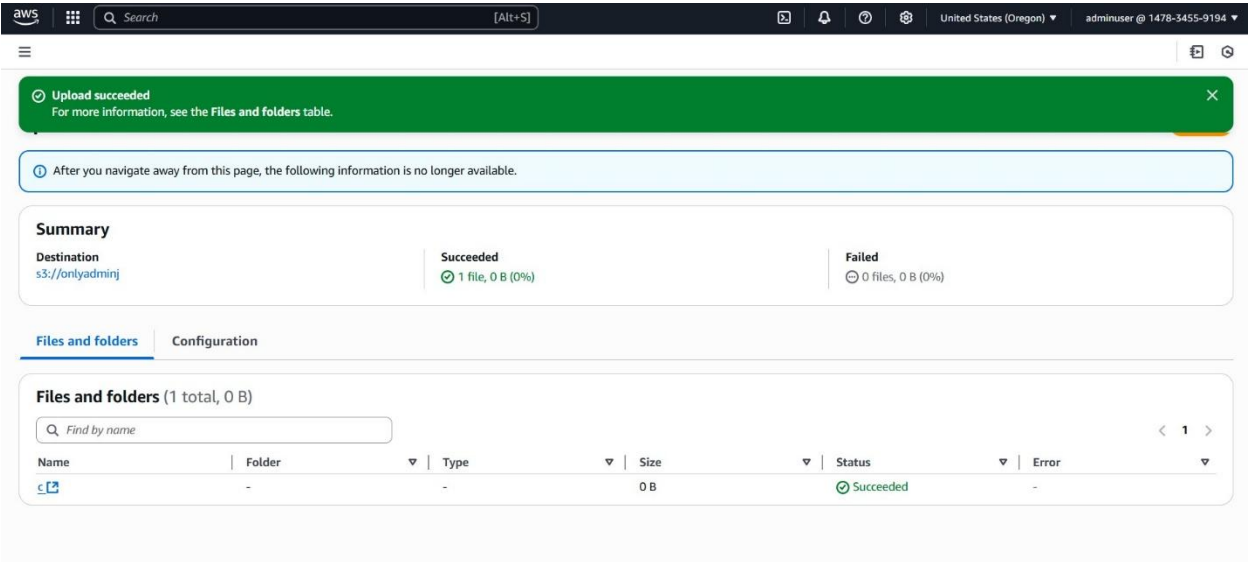 aws Search [Alt+S] United States (Oregon) adminuser @ 1478-3455-9194
Upload succeeded
For more information, see the Files and folders table.
After you navigate away from this page, the following information is no longer available.
Summary
Destination Succeeded Failed
s3://onlyadminj 1 file, 0 B (0%) 0 files, 0 B (0%)
Files and folders Configuration
Files and folders (1 total, 0 B)
Find by name 1
Name Folder Type Size Status Error
c - - 0 B Succeeded -